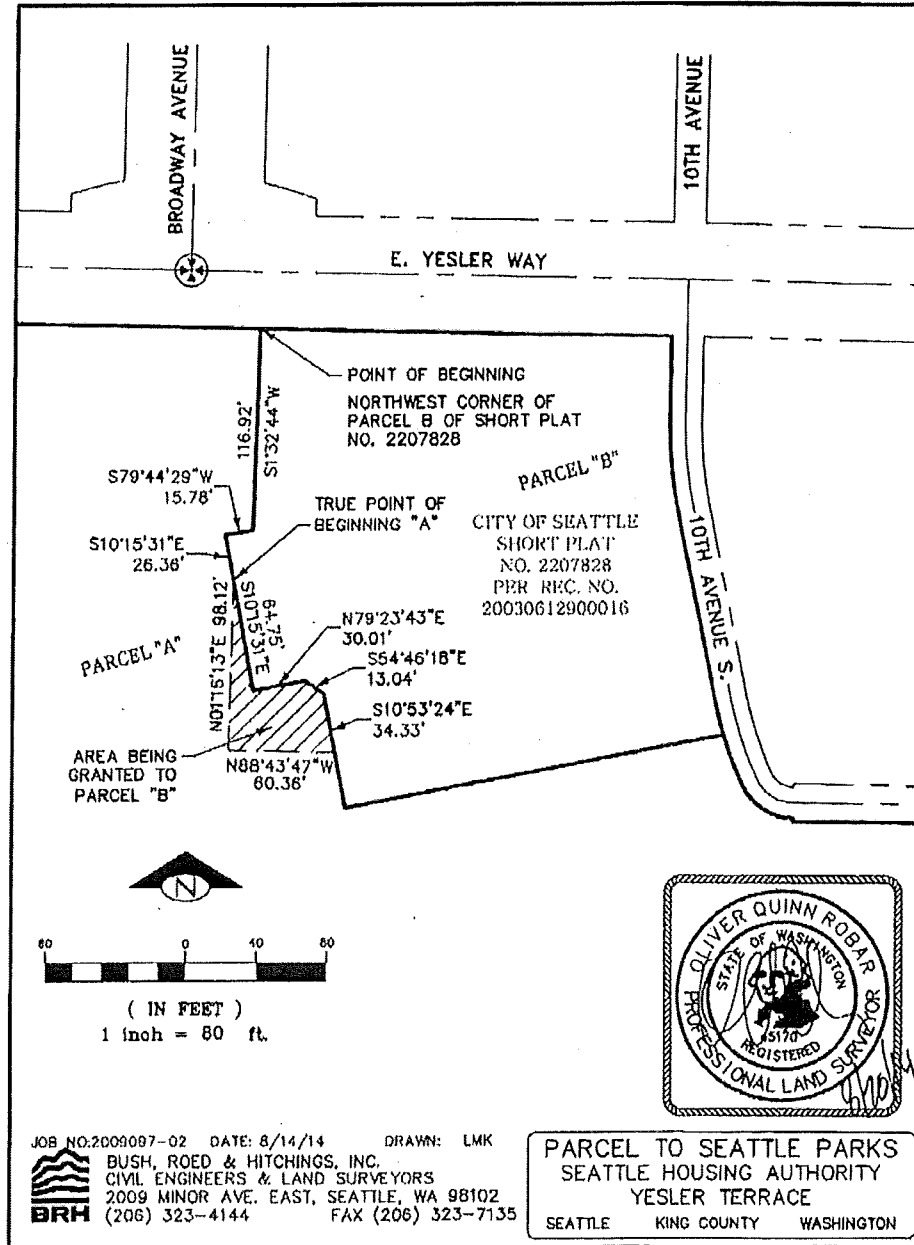 BROADWAY AVENUE
10TH AVENUE
E. YESLER WAY
POINT OF BEGINNING
NORTHWEST CORNER OF
PARCEL B OF SHORT PLAT
NO. 2207828
116.92'
S1°32'44"W
S79°44'29"W
15.78'
TRUE POINT OF
BEGINNING "A"
PARCEL "B"
CITY OF SEATTLE
SHORT PLAT
NO. 2207828
PER REC. NO.
20030612900016
S10°15'31"E
26.36'
10TH AVENUE S.
N01°16'13"E 98.12'
64.75'
S10°15'31"E
N79°23'43"E
30.01'
PARCEL "A"
S54°46'18"E
13.04'
S10°53'24"E
34.33'
AREA BEING
GRANTED TO
PARCEL "B"
N88°43'47"W
60.36'
N
80 0 40 80
( IN FEET )
1 inch = 80 ft.
OLIVER QUINN ROBAR
STATE OF WASHINGTON
45170
REGISTERED
PROFESSIONAL LAND SURVEYOR
JOB NO:2009097-02 DATE: 8/14/14 DRAWN: LMK
BUSH, ROED & HITCHINGS, INC.
CIVIL ENGINEERS & LAND SURVEYORS
2009 MINOR AVE. EAST, SEATTLE, WA 98102
(206) 323-4144 FAX (206) 323-7135
BRH
PARCEL TO SEATTLE PARKS
SEATTLE HOUSING AUTHORITY
YESLER TERRACE
SEATTLE KING COUNTY WASHINGTON